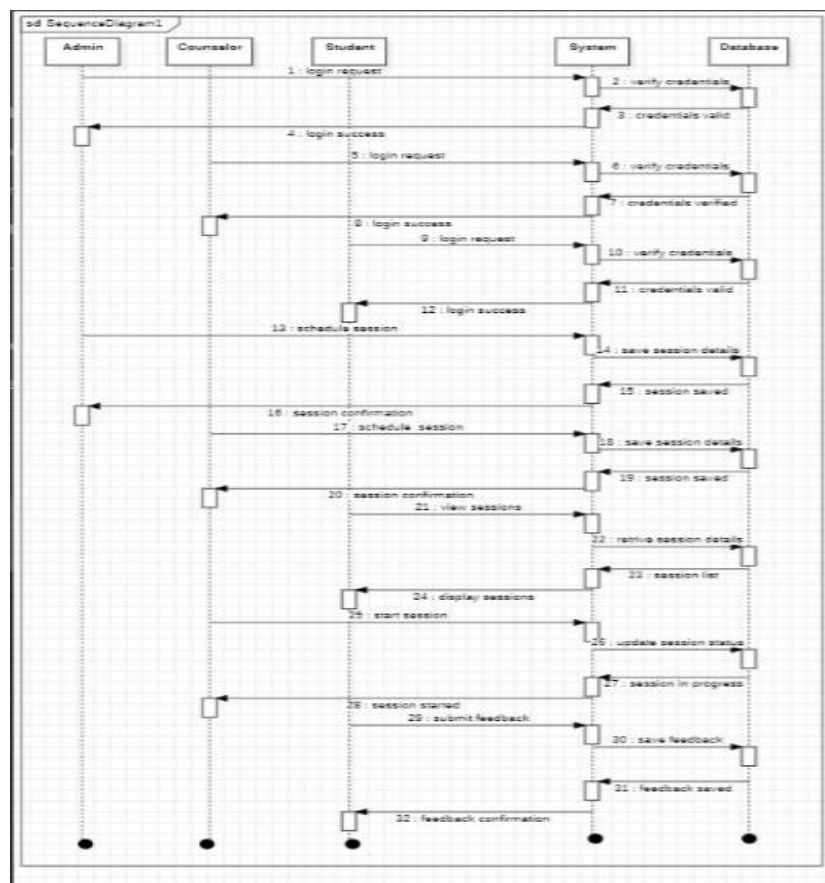 sd SequenceDiagram1
Admin
Counselor
Student
System
Database
1 : login request
2 : verify credentials
3 : credentials valid
4 : login success
5 : login request
6 : verify credentials
7 : credentials verified
8 : login success
9 : login request
10 : verify credentials
11 : credentials valid
12 : login success
13 : schedule session
14 : save session details
15 : session saved
16 : session confirmation
17 : schedule session
18 : save session details
19 : session saved
20 : session confirmation
21 : view sessions
22 : retrive session details
23 : session list
24 : display sessions
25 : start session
26 : update session status
27 : session in progress
28 : session started
29 : submit feedback
30 : save feedback
31 : feedback saved
32 : feedback confirmation